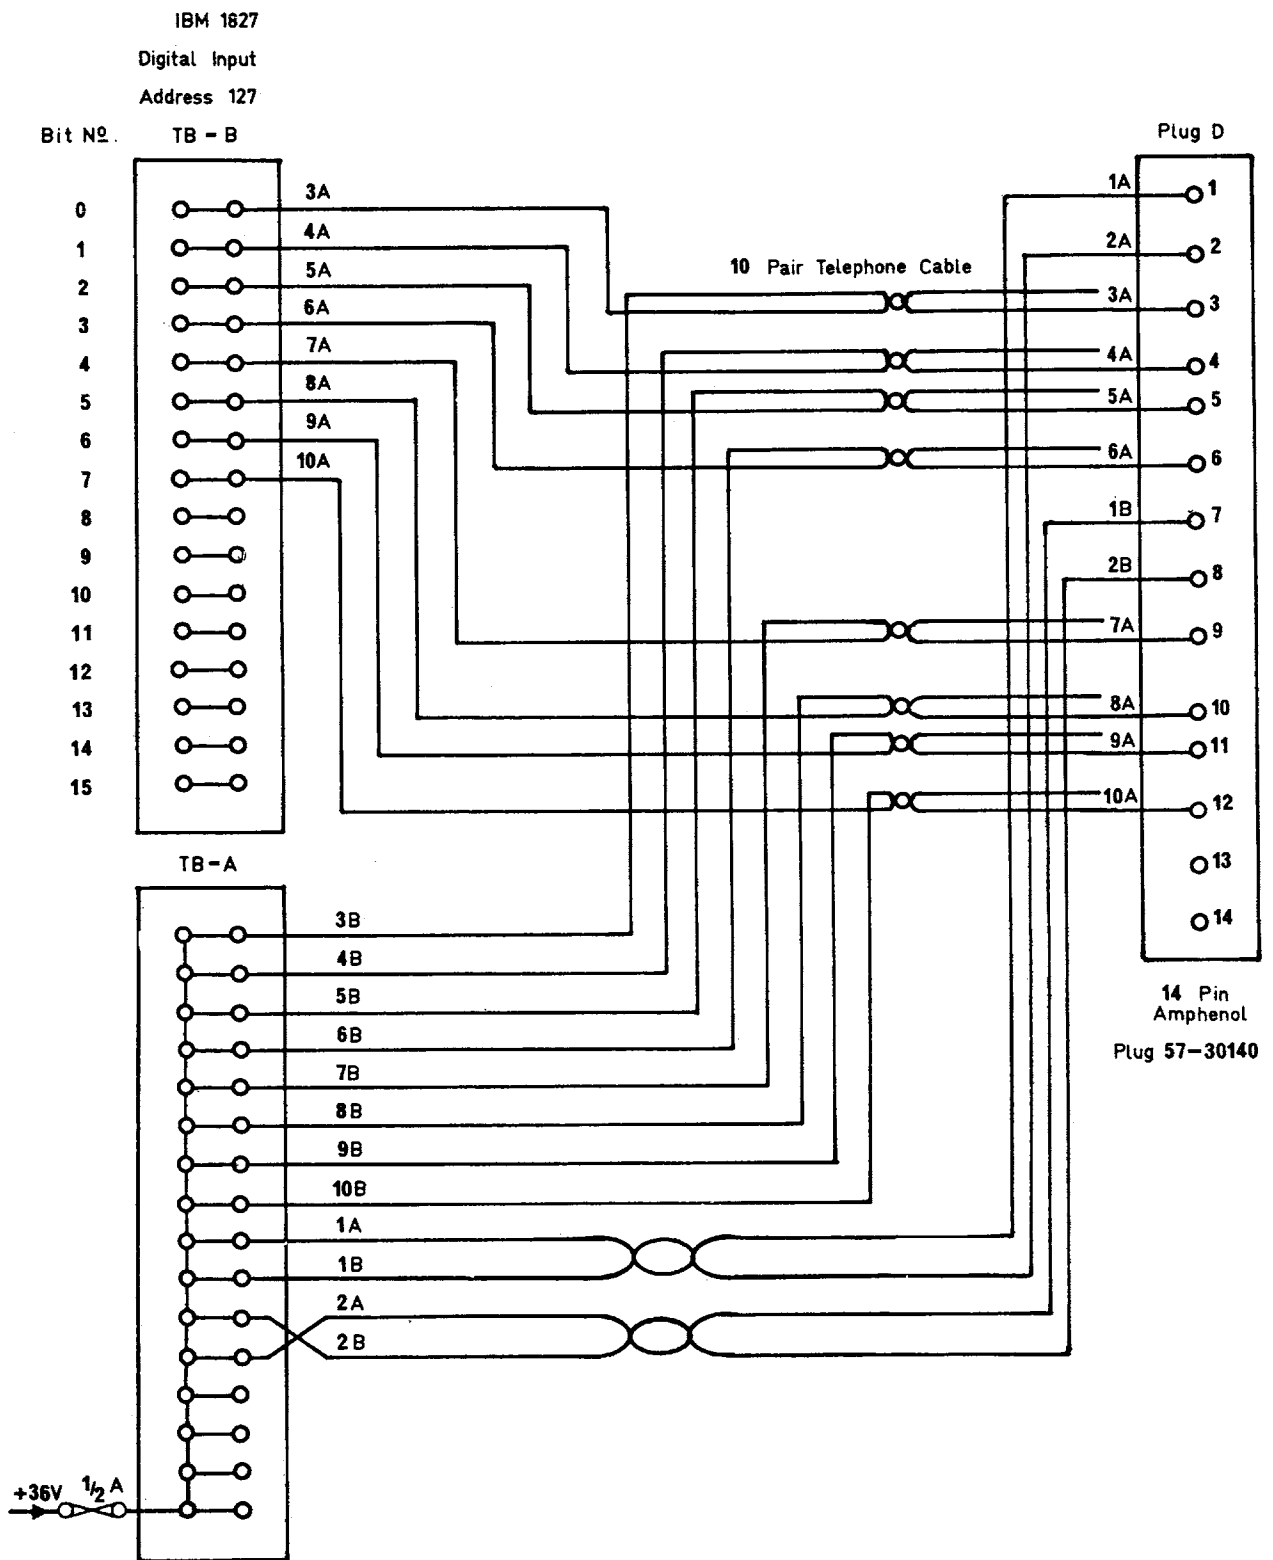 IBM 1827
Digital Input
Address 127
Bit Nº.
TB - B
0
1
2
3
4
5
6
7
8
9
10
11
12
13
14
15
3A
4A
5A
6A
7A
8A
9A
10A
10 Pair Telephone Cable
Plug D
1A 1
2A 2
3A 3
4A 4
5A 5
6A 6
1B 7
2B 8
7A 9
8A 10
9A 11
10A 12
13
14
14 Pin
Amphenol
Plug 57-30140
TB-A
3B
4B
5B
6B
7B
8B
9B
10B
1A
1B
2A
2B
+36V 1/2 A